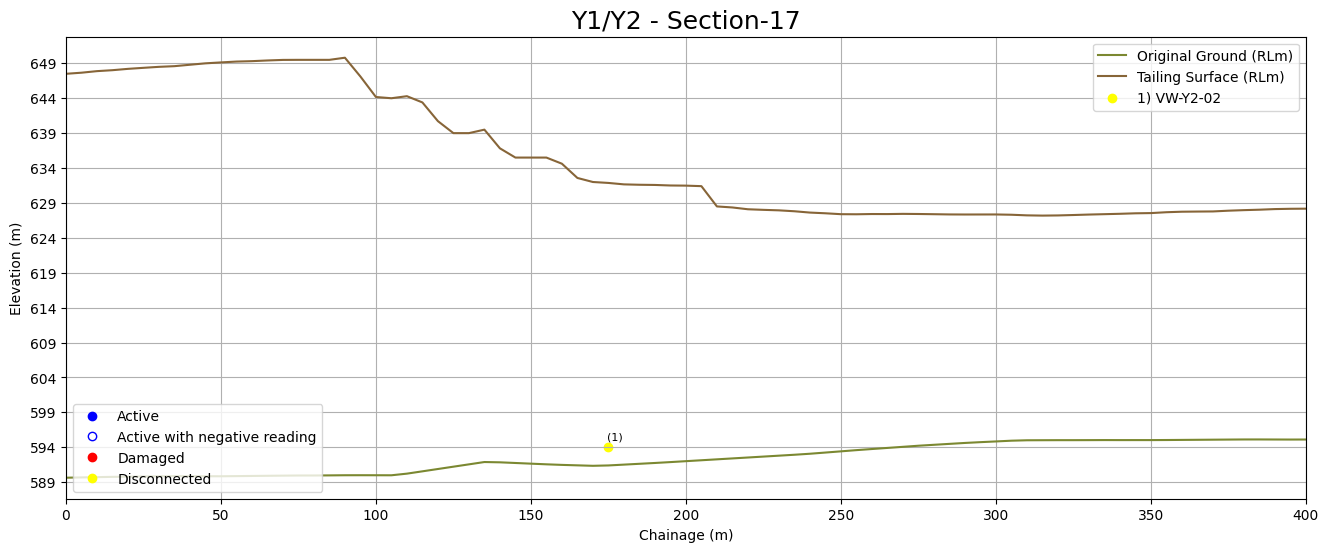 Y1/Y2 - Section-17
Original Ground (RLm)
Tailing Surface (RLm)
1) VW-Y2-02
649
644
639
634
629
624
619
614
609
604
599
594
589
Elevation (m)
(1)
Active
Active with negative reading
Damaged
Disconnected
0 50 100 150 200 250 300 350 400
Chainage (m)